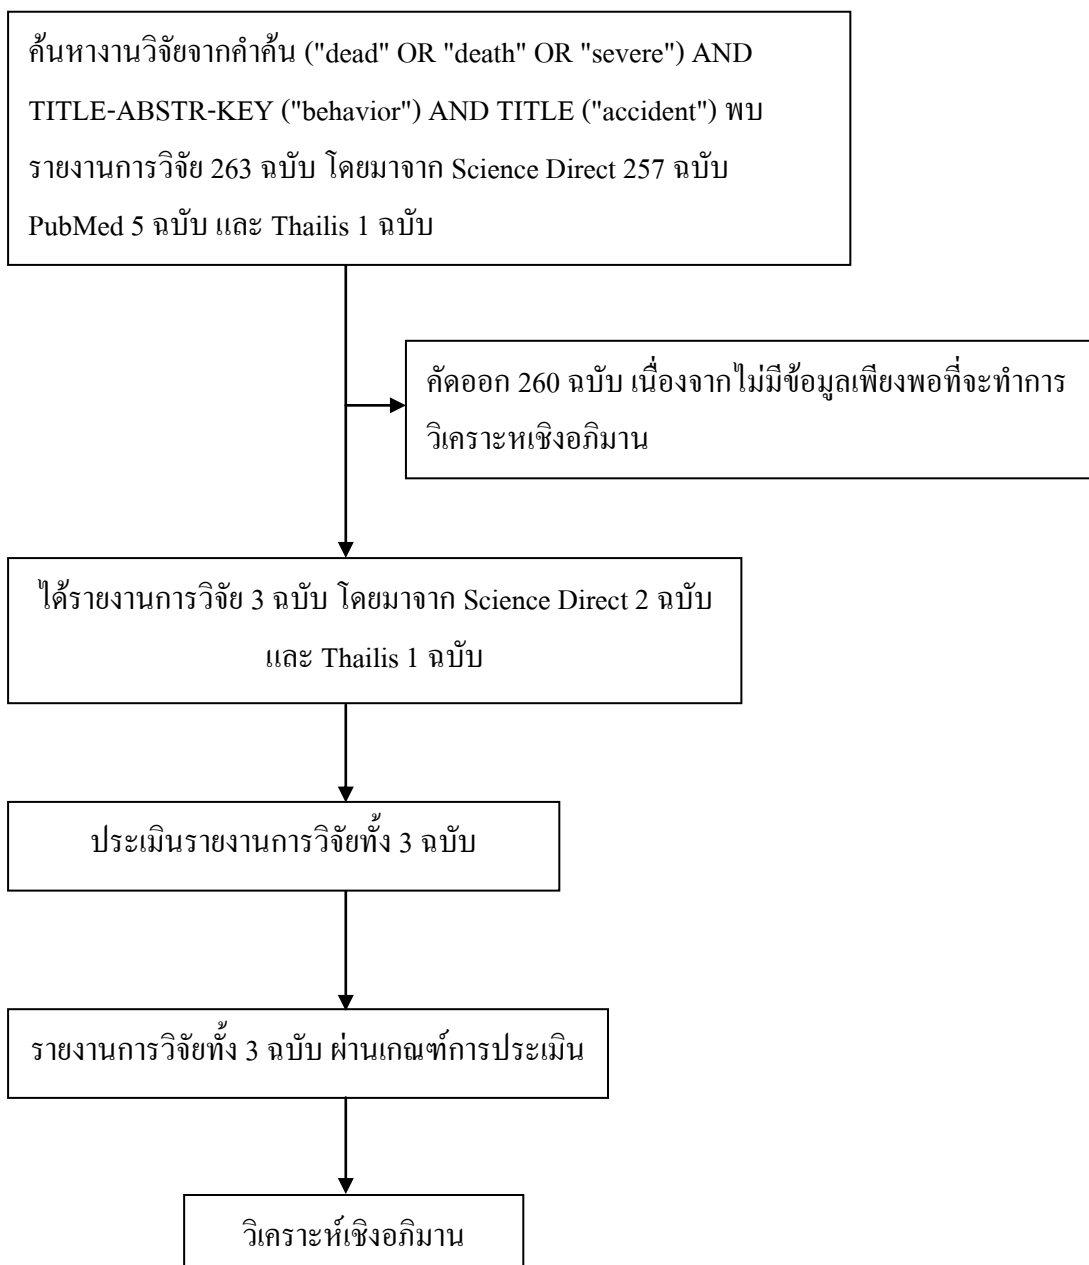 ค้นหางานวิจัยจากคำค้น ("dead" OR "death" OR "severe") AND
TITLE-ABSTR-KEY ("behavior") AND TITLE ("accident") พบ
รายงานการวิจัย 263 ฉบับ โดยมาจาก Science Direct 257 ฉบับ
PubMed 5 ฉบับ และ Thailis 1 ฉบับ
คัดออก 260 ฉบับ เนื่องจากไม่มีข้อมูลเพียงพอที่จะทำการ
วิเคราะหเชิงอภิมาน
ได้รายงานการวิจัย 3 ฉบับ โดยมาจาก Science Direct 2 ฉบับ
และ Thailis 1 ฉบับ
ประเมินรายงานการวิจัยทั้ง 3 ฉบับ
รายงานการวิจัยทั้ง 3 ฉบับ ผ่านเกณฑ์การประเมิน
วิเคราะห์เชิงอภิมาน